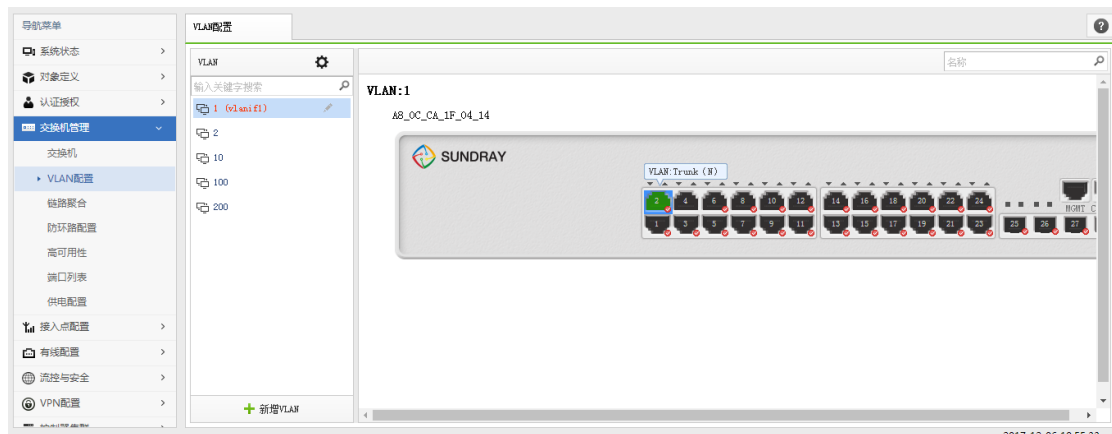 导航菜单
系统状态
对象定义
认证授权
交换机管理
交换机
VLAN配置
链路聚合
防环路配置
高可用性
端口列表
供电配置
接入点配置
有线配置
流控与安全
VPN配置
VLAN配置
VLAN
输入关键字搜索
1 (vlanif1)
2
10
100
200
新增VLAN
名称
VLAN:1
A8_0C_CA_1F_04_14
SUNDRAY
VLAN:Trunk (N)
2 4 6 8 10 12 14 16 18 20 22 24
MGMT C
1 3 5 7 9 11 13 15 17 19 21 23 25 26 27